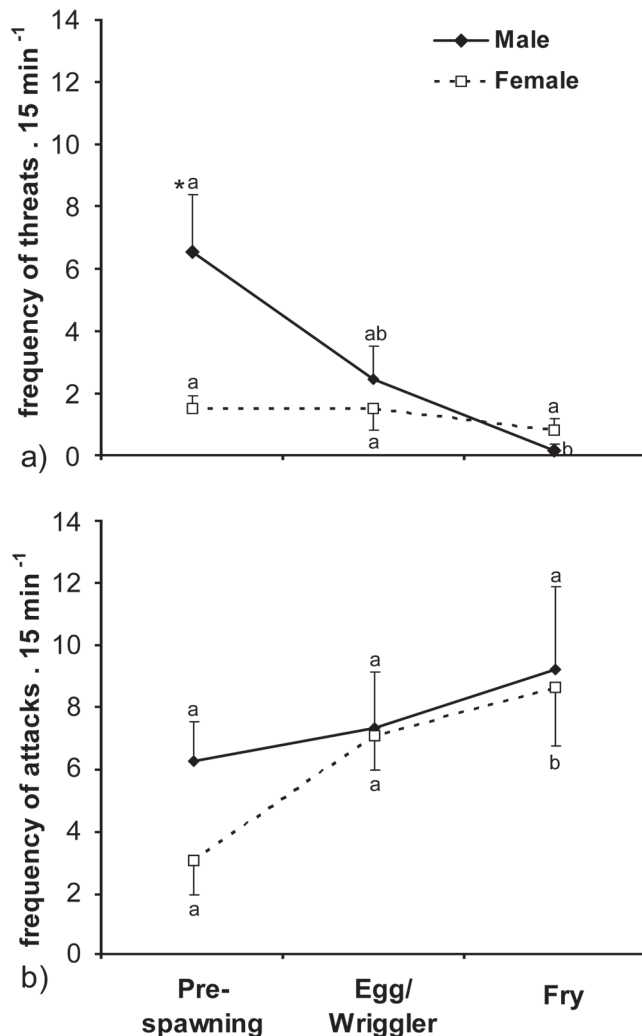 14
12
10
8
6
4
2
0
frequency of threats . 15 min⁻¹
a)
Male
Female
*a
a
ab
a
a
b
14
12
10
8
6
4
2
0
frequency of attacks . 15 min⁻¹
b)
a
a
a
a
a
b
Pre-
spawning
Egg/
Wriggler
Fry